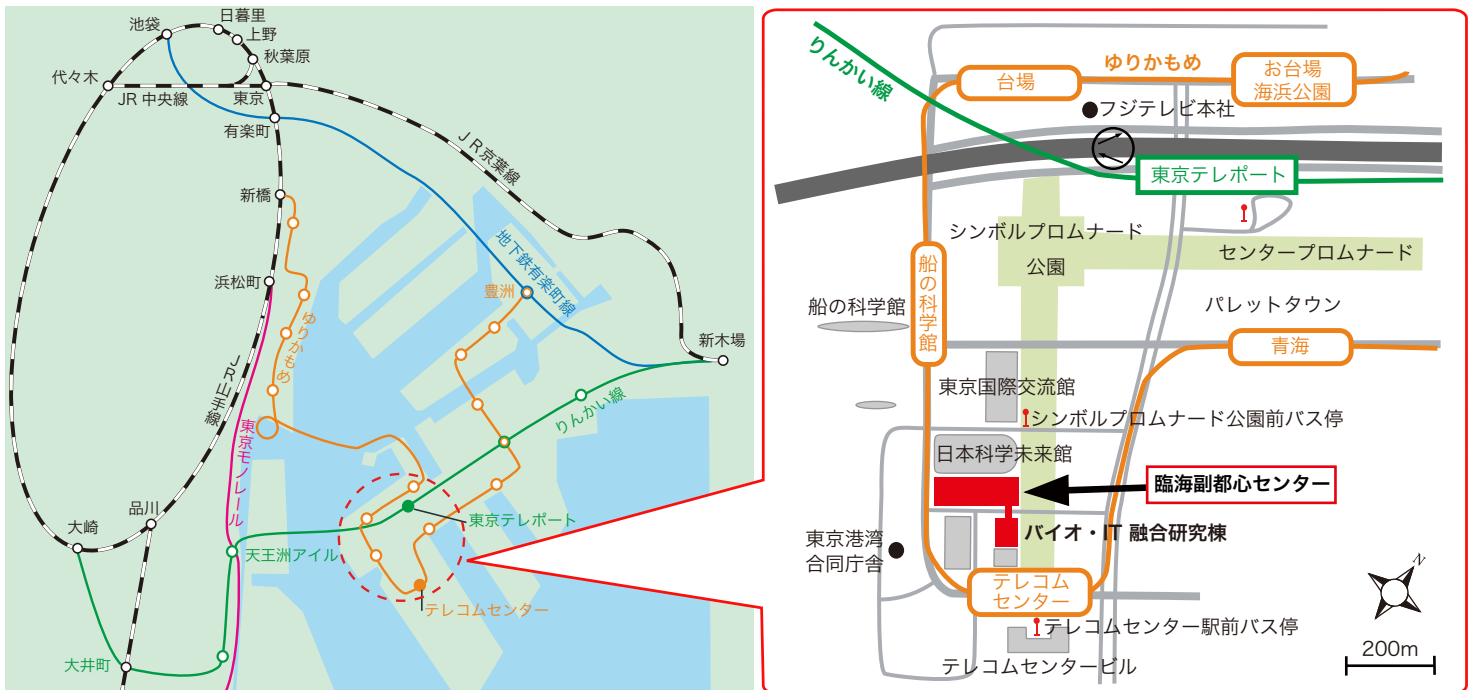 池袋
日暮里
上野
秋葉原
代々木
JR 中央線
東京
有楽町
JR京葉線
新橋
地下鉄有楽町線
浜松町
豊洲
ゆりかもめ
新木場
JR山手線
りんかい線
東京モノレール
品川
大崎
東京テレポート
天王洲アイル
テレコムセンター
大井町
りんかい線
ゆりかもめ
台場
お台場
海浜公園
フジテレビ本社
東京テレポート
シンボルプロムナード
公園
センタープロムナード
船の科学館
船の科学館
パレットタウン
青海
東京国際交流館
シンボルプロムナード公園前バス停
日本科学未来館
臨海副都心センター
バイオ・IT 融合研究棟
東京港湾
合同庁舎
テレコム
センター
N
テレコムセンター駅前バス停
テレコムセンタービル
200m